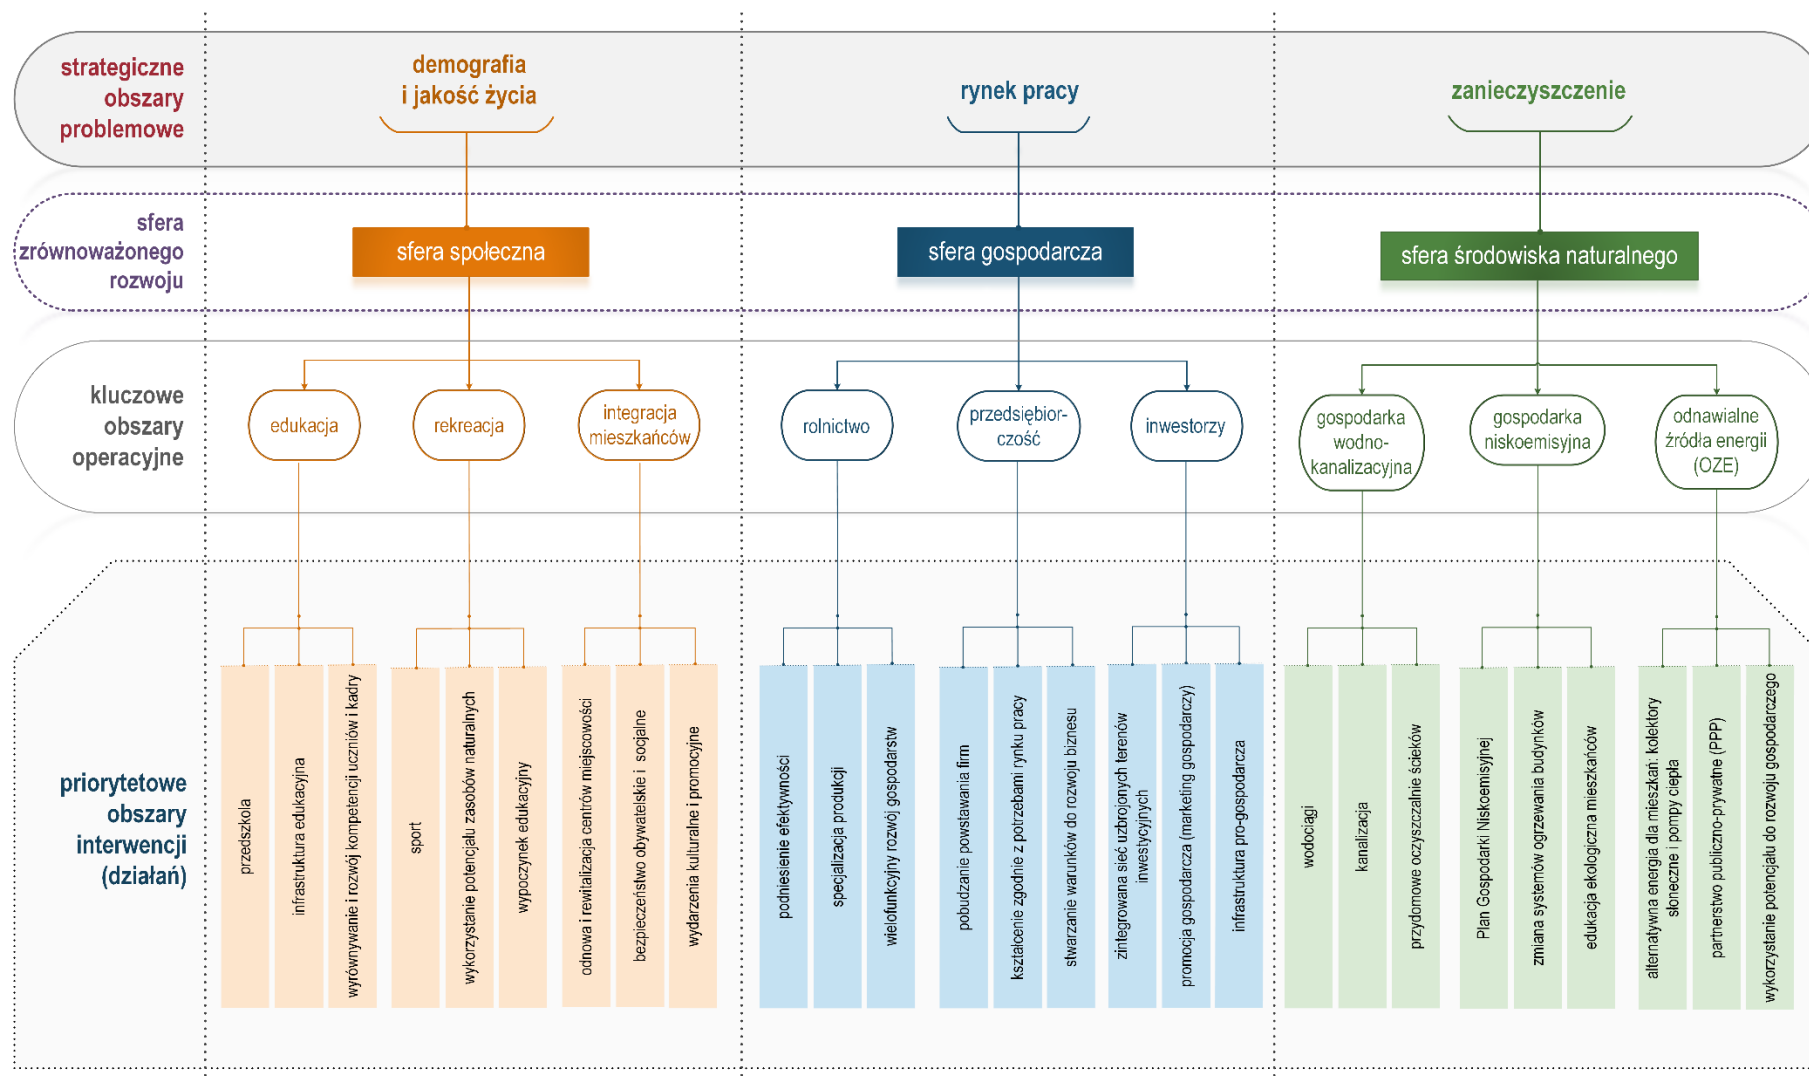 strategiczne
obszary
problemowe
demografia
i jakość życia
rynek pracy
zanieczyszczenie
sfera
zrównoważonego
rozwoju
sfera społeczna
sfera gospodarcza
sfera środowiska naturalnego
kluczowe
obszary
operacyjne
edukacja
rekreacja
integracja
mieszkańców
rolnictwo
przedsiębior-
czość
inwestorzy
gospodarka
wodno-
kanalizacyjna
gospodarka
niskoemisyjna
odnawialne
źródła energii
(OZE)
priorytetowe
obszary
interwencji
(działań)
przedszkola
infrastruktura edukacyjna
wyrównywanie i rozwój kompetencji uczniów i kadry
sport
wykorzystanie potencjału zasobów naturalnych
wypoczynek edukacyjny
odnowa i rewitalizacja centrów miejscowości
bezpieczeństwo obywatelskie i socjalne
wydarzenia kulturalne i promocyjne
podniesienie efektywności
specjalizacja produkcji
wielofunkcyjny rozwój gospodarstw
pobudzanie powstawania firm
kształcenie zgodnie z potrzebami rynku pracy
stwarzanie warunków do rozwoju biznesu
zintegrowana sieć uzbrojonych terenów
inwestycyjnych
promocja gospodarcza (marketing gospodarczy)
infrastruktura pro-gospodarcza
wodociągi
kanalizacja
przydomowe oczyszczalnie ścieków
Plan Gospodarki Niskoemisyjnej
zmiana systemów ogrzewania budynków
edukacja ekologiczna mieszkańców
alternatywna energia dla mieszkań: kolektory
słoneczne i pompy ciepła
partnerstwo publiczno-prywatne (PPP)
wykorzystanie potencjału do rozwoju gospodarczego